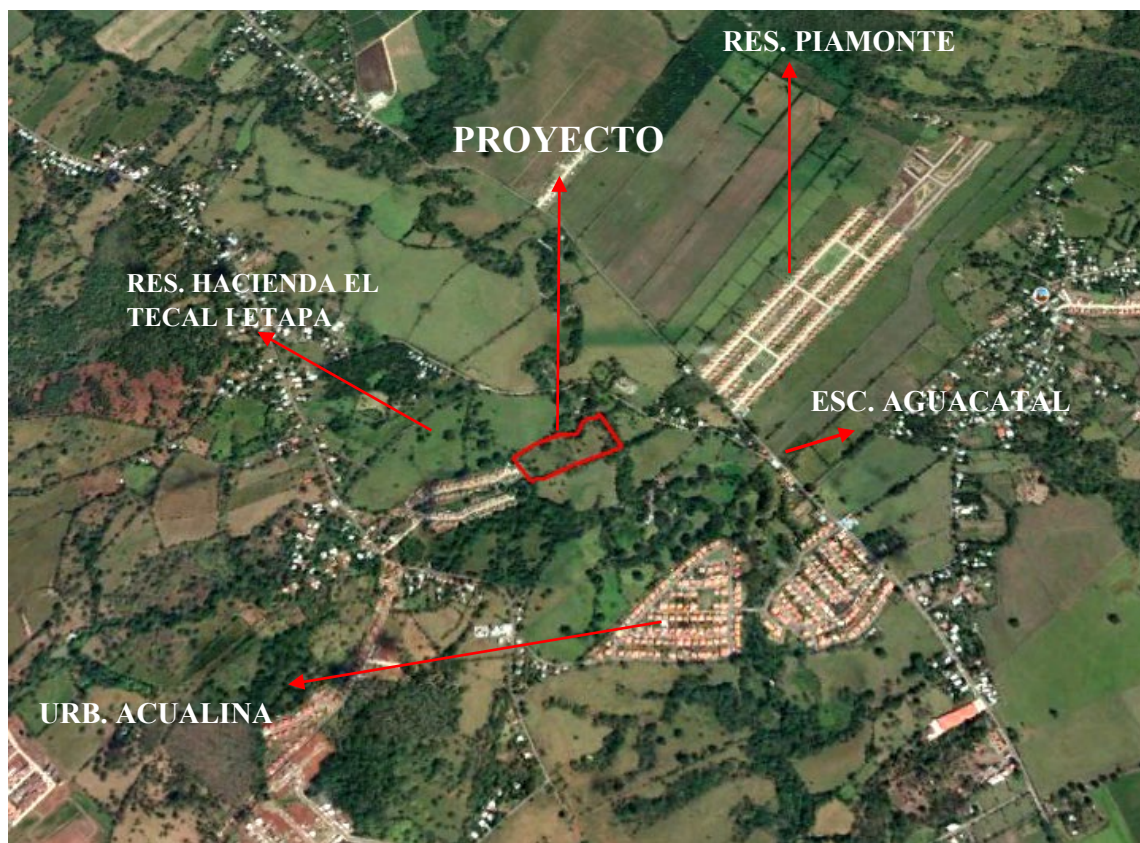 RES. PIAMONTE
PROYECTO
RES. HACIENDA EL
TECAL I ETAPA
ESC. AGUACATAL
URB. ACUALINA